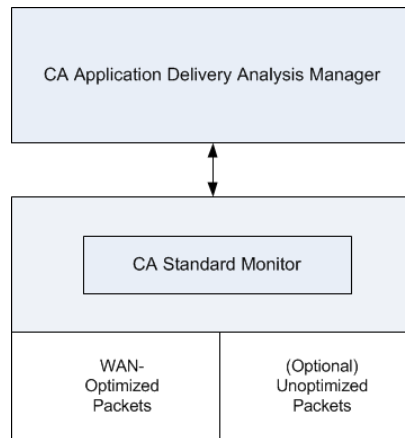 CA Application Delivery Analysis Manager
CA Standard Monitor
WAN-
Optimized
Packets
(Optional)
Unoptimized
Packets